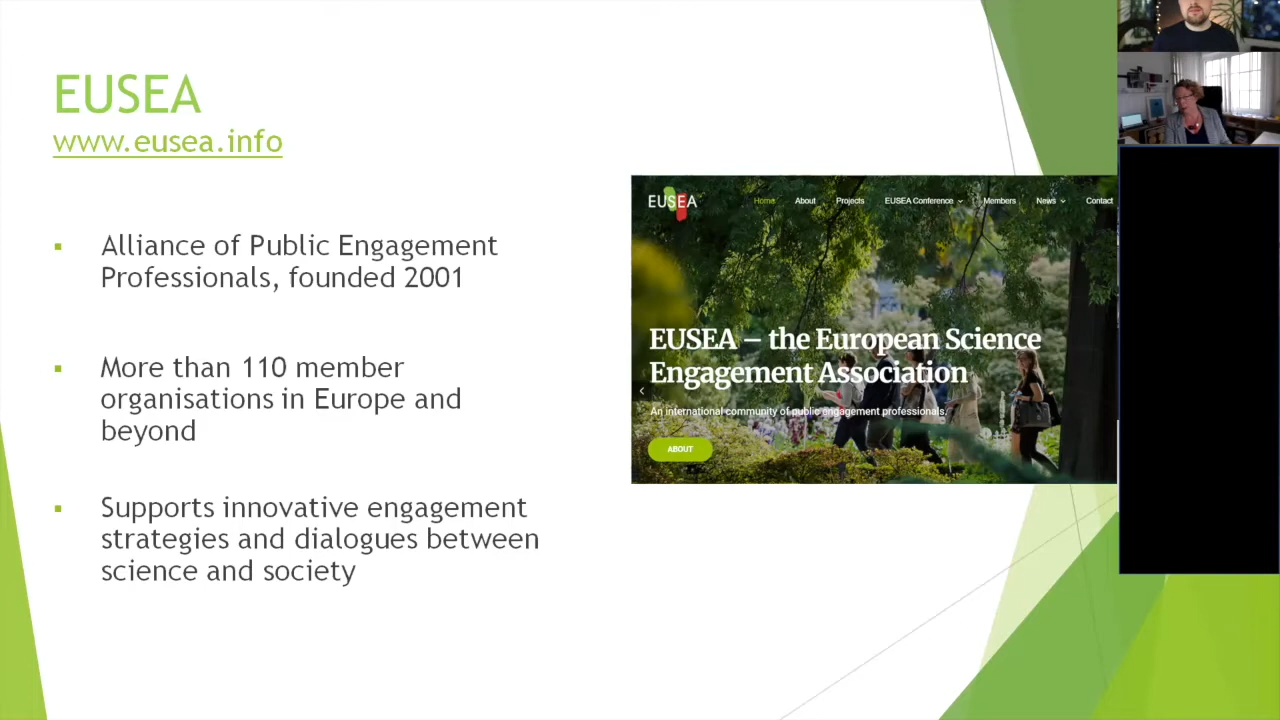 EUSEA
www.eusea.info
Alliance of Public Engagement
Professionals, founded 2001
More than 110 member
organisations in Europe and
beyond
Supports innovative engagement
strategies and dialogues between
science and society
EUSEA
Home About Projects EUSEA Conference Members News Contact
EUSEA – the European Science
Engagement Association
An international community of public engagement professionals.
ABOUT